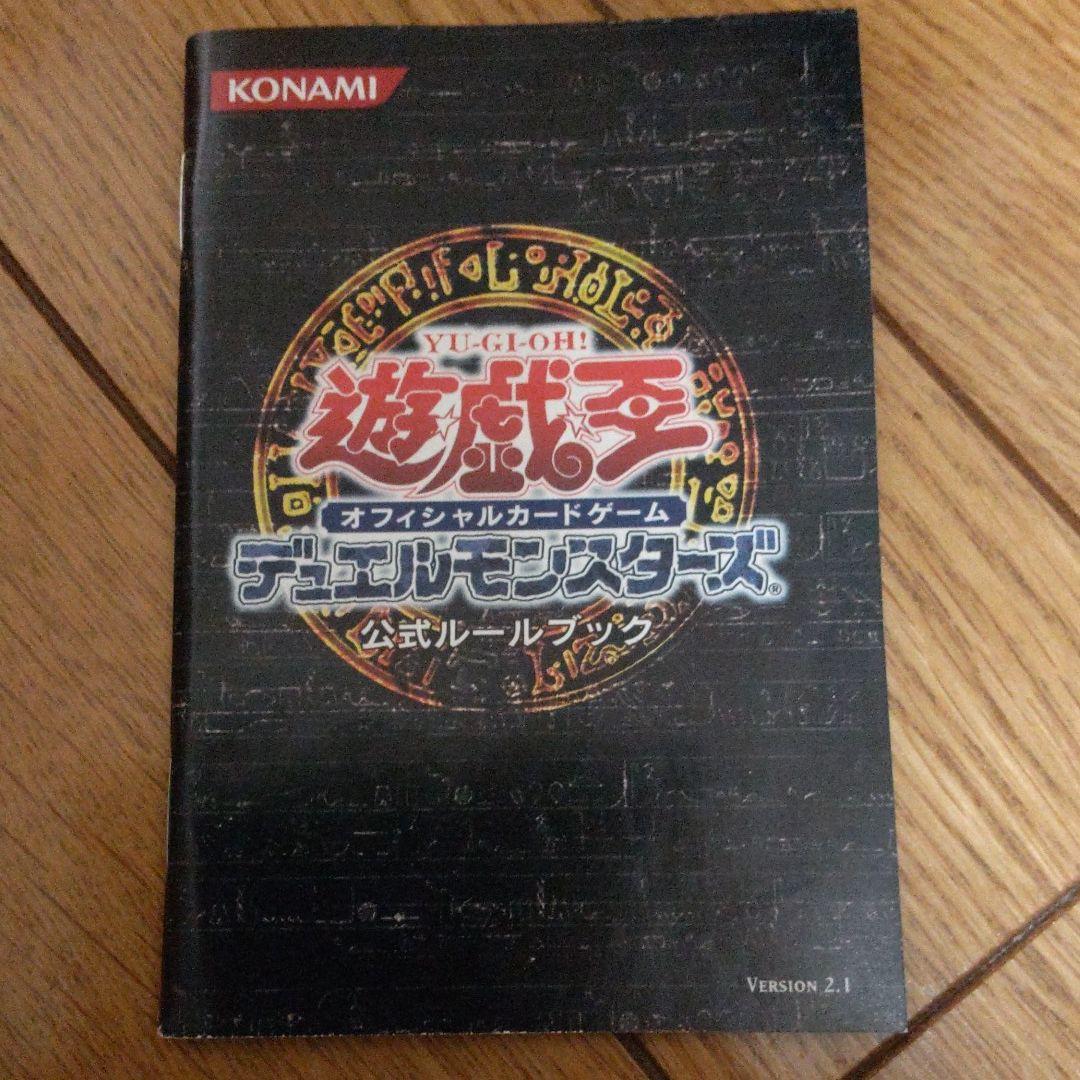 KONAMI
YU-GI-OH!
遊☆戯☆王
オフィシャルカードゲーム
デュエルモンスターズ®
公式ルールブック
VERSION 2.1